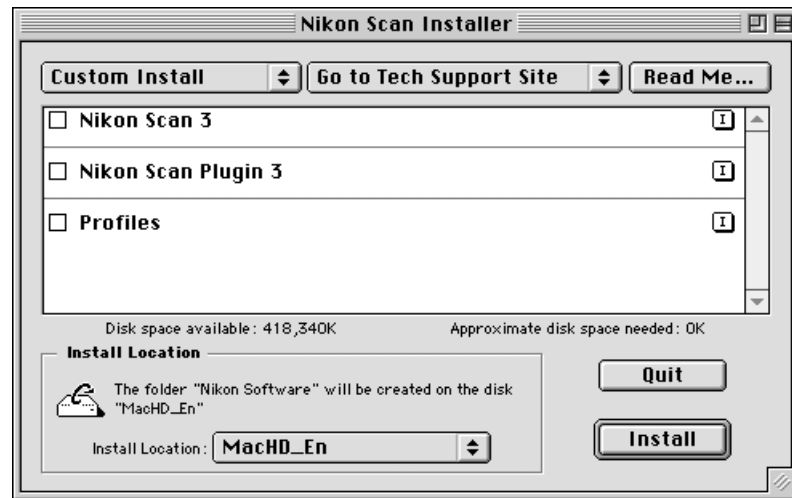 Nikon Scan Installer
Custom Install Go to Tech Support Site Read Me...
Nikon Scan 3 I
Nikon Scan Plugin 3 I
Profiles I
Disk space available: 418,340K Approximate disk space needed: 0K
Install Location
The folder "Nikon Software" will be created on the disk
"MacHD_En"
Quit
Install Location: MacHD_En
Install